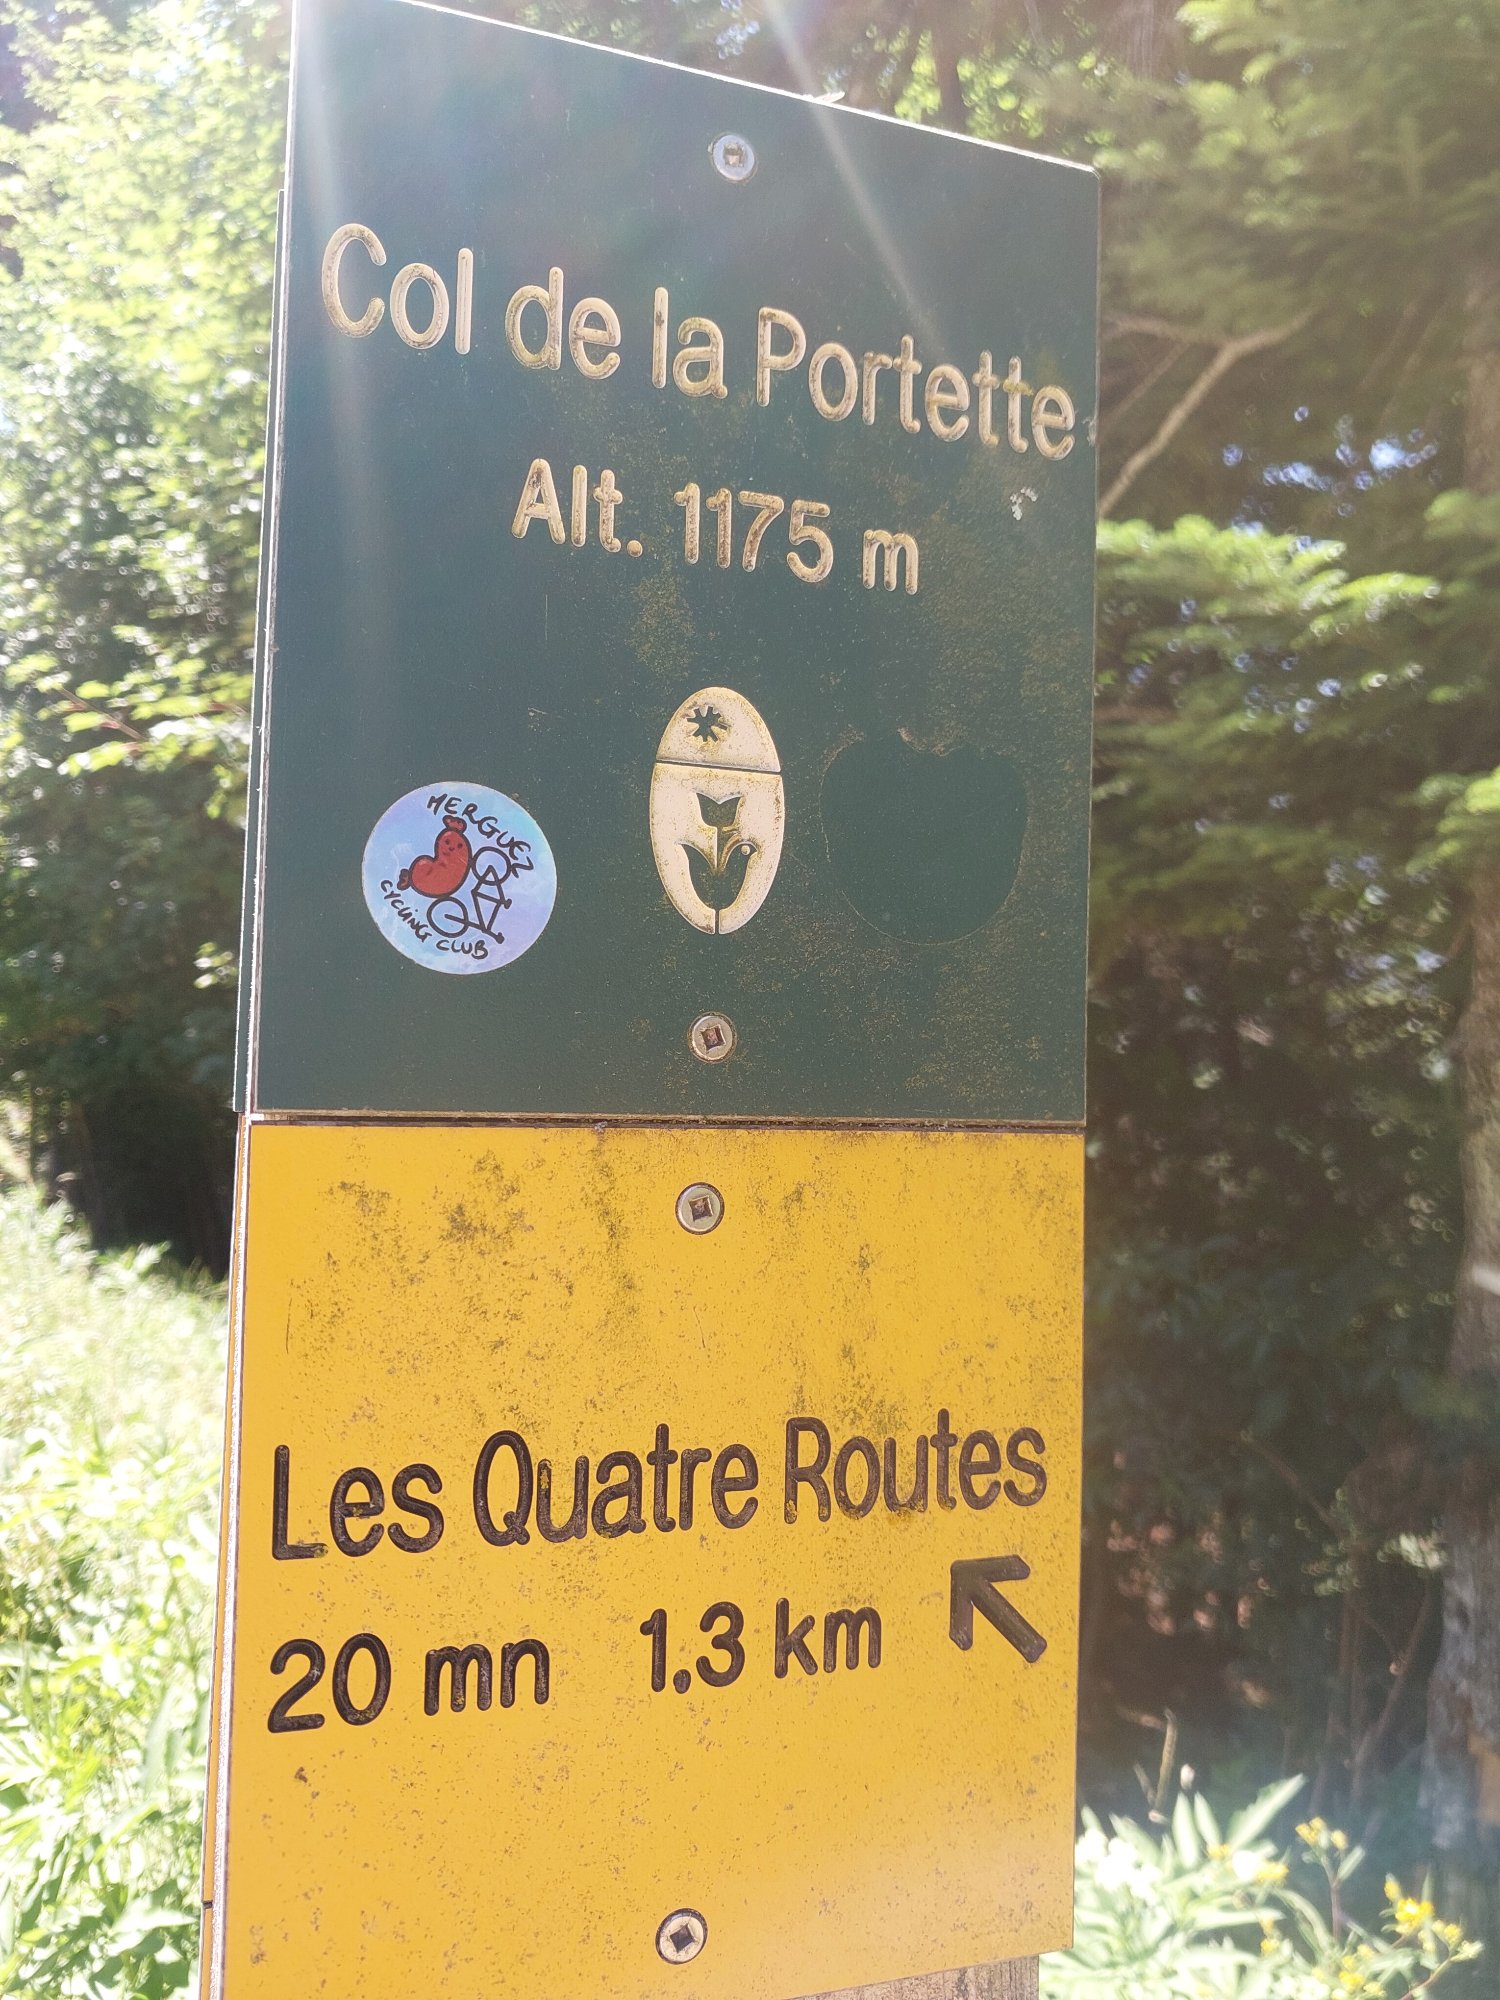 Col de la Portette
Alt. 1175 m
MERGUEZ
CYCLING CLUB
Les Quatre Routes
20 mn 1.3 km